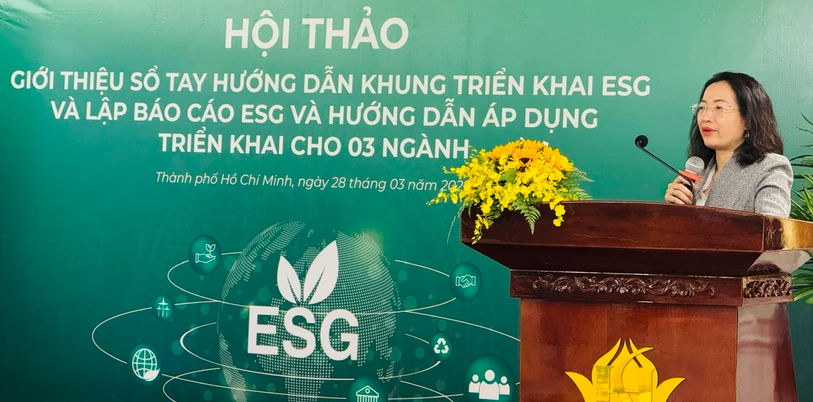 HỘI THẢO
GIỚI THIỆU SỔ TAY HƯỚNG DẪN KHUNG TRIỂN KHAI ESG
VÀ LẬP BÁO CÁO ESG VÀ HƯỚNG DẪN ÁP DỤNG
TRIỂN KHAI CHO 03 NGÀNH
Thành phố Hồ Chí Minh, ngày 28 tháng 03 năm
ESG